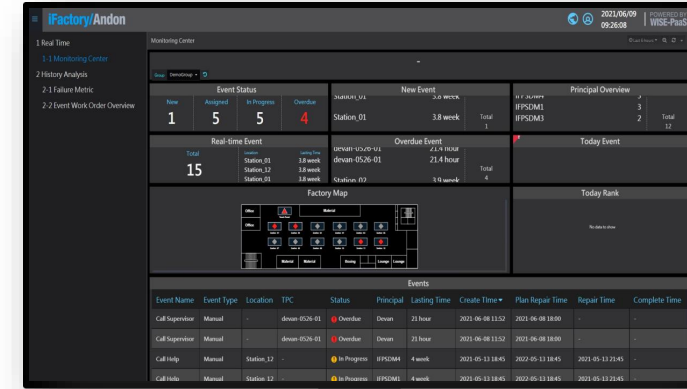 iFactory/Andon
2021/06/09
09:26:08
POWERED BY
WISE-PaaS
1 Real Time
1-1 Monitoring Center
2 History Analysis
2-1 Failure Metric
2-2 Event Work Order Overview
Monitoring Center
Last 6 hours
-
Group DemoGroup
Event Status
New Assigned In Progress Overdue
1 5 5 4
New Event
Station_01 3.8 week
Station_01 3.8 week
Total
1
Principal Overview
IFPSDM4 5
IFPSDM1 3
IFPSDM3 2
Total
12
Real-time Event
Total
15
Location Lasting Time
Station_01 3.8 week
Station_12 3.8 week
Station_01 3.8 week
Overdue Event
devan-0526-01 21.4 hour
devan-0526-01 21.4 hour
Station_02 3.9 week
Total
4
Today Event
Factory Map
Office Material
Office
Material Material Lounge Lounge
Today Rank
No data to show
Events
Event Name Event Type Location TPC Status Principal Lasting Time Create Time Plan Repair Time Repair Time Complete Time
Call Supervisor Manual - devan-0526-01 Overdue Devan 21 hour 2021-06-08 11:52 2021-06-08 18:00 - -
Call Supervisor Manual - devan-0526-01 Overdue Devan 21 hour 2021-06-08 11:52 2021-06-08 18:00 - -
Call Help Manual Station_12 - In Progress IFPSDM4 4 week 2021-05-13 18:45 2022-05-13 18:45 2021-05-13 21:45 -
Call Help Manual Station_12 - In Progress IFPSDM1 4 week 2021-05-13 18:45 2022-05-13 18:45 2021-05-13 21:45 -